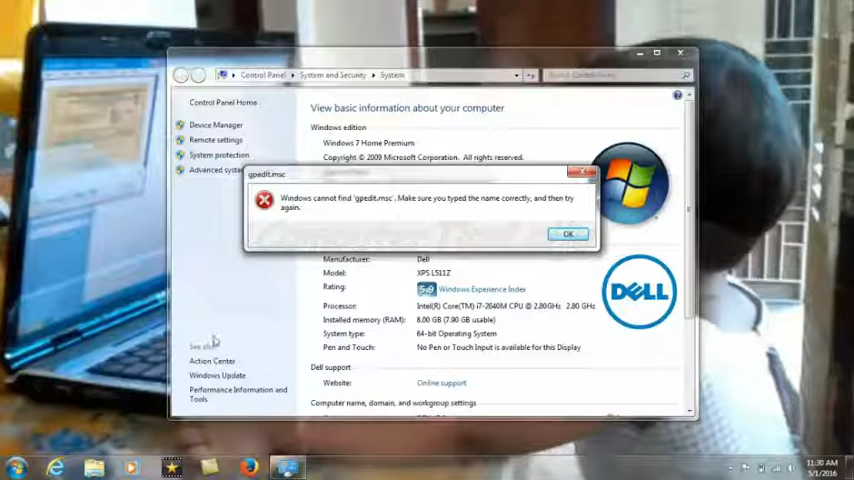 Control Panel
System and Security
System
Control Panel Home
Device Manager
Remote settings
System protection
View basic information about your computer
Windows edition
Windows 7 Home Premium
Copyright © 2009 Microsoft Corporation. All rights reserved.
gpedit.msc
Windows cannot find 'gpedit.msc'. Make sure you typed the name correctly, and then try
again.
OK
Manufacturer: Dell
Model: XPS L511Z
Rating: 5.9 Windows Experience Index
Processor: Intel(R) Core(TM) i7-2640M CPU @ 2.80GHz 2.80 GHz
Installed memory (RAM): 8.00 GB (7.90 GB usable)
System type: 64-bit Operating System
Pen and Touch: No Pen or Touch Input is available for this Display
DELL
See also
Action Center
Windows Update
Performance Information and
Tools
Dell support
Website: Online support
Computer name, domain, and workgroup settings
11:30 AM
5/1/2016